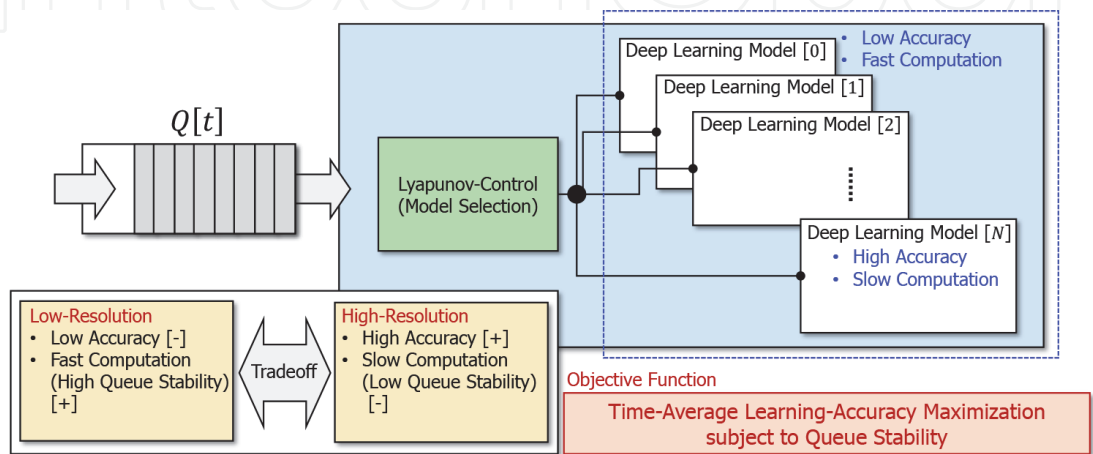 Q[t]
Lyapunov-Control
(Model Selection)
Deep Learning Model [0]
• Low Accuracy
• Fast Computation
Deep Learning Model [1]
Deep Learning Model [2]
Deep Learning Model [N]
• High Accuracy
• Slow Computation
Low-Resolution
• Low Accuracy [-]
• Fast Computation
(High Queue Stability)
[+]
Tradeoff
High-Resolution
• High Accuracy [+]
• Slow Computation
(Low Queue Stability)
[-]
Objective Function
Time-Average Learning-Accuracy Maximization
subject to Queue Stability